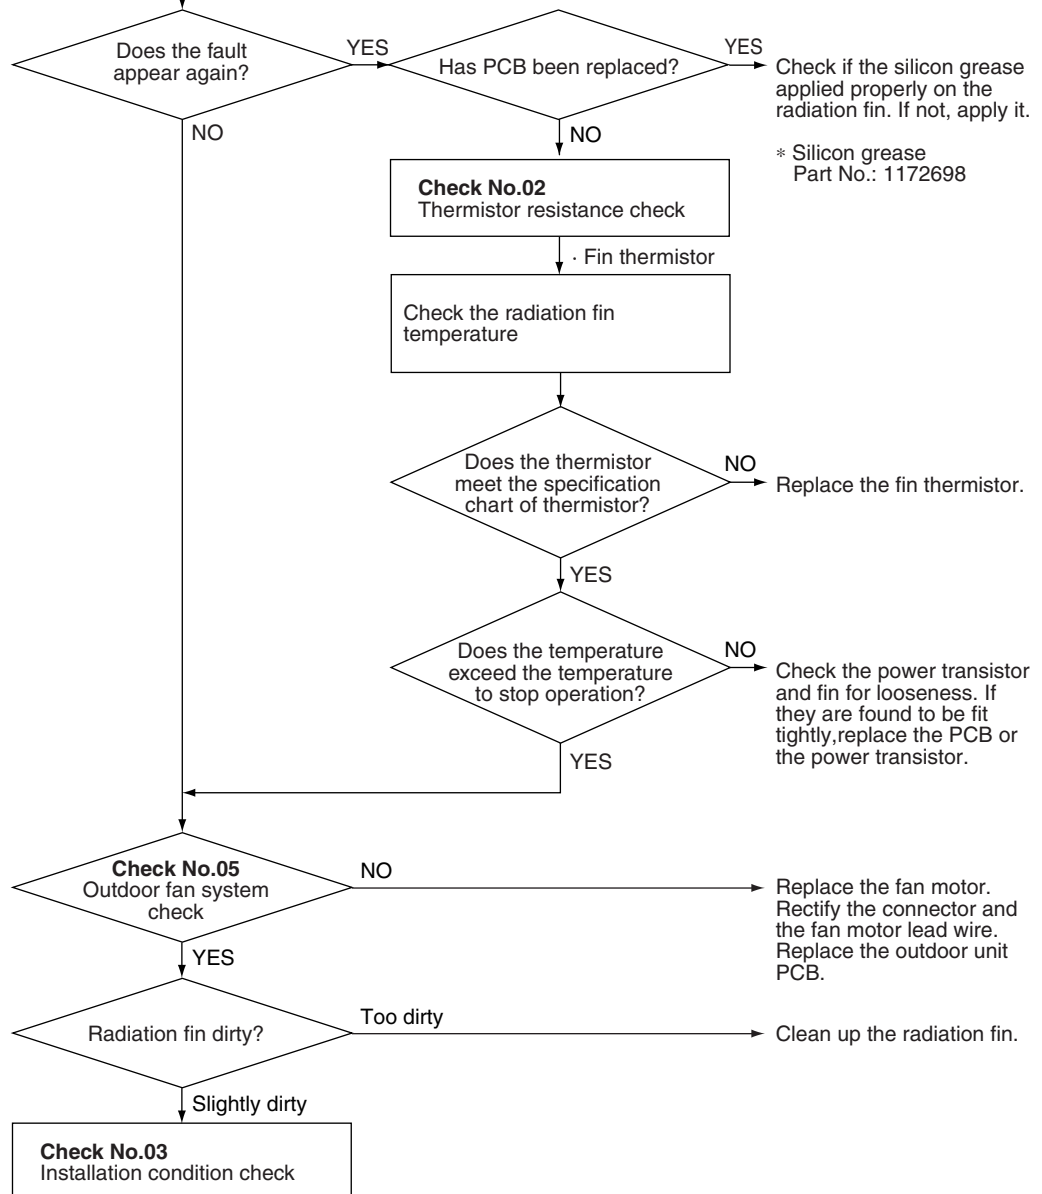 Does the fault
appear again?
YES
Has PCB been replaced?
YES
Check if the silicon grease
applied properly on the
radiation fin. If not, apply it.
* Silicon grease
Part No.: 1172698
NO
NO
Check No.02
Thermistor resistance check
· Fin thermistor
Check the radiation fin
temperature
Does the thermistor
meet the specification
chart of thermistor?
NO
Replace the fin thermistor.
YES
Does the temperature
exceed the temperature
to stop operation?
NO
Check the power transistor
and fin for looseness. If
they are found to be fit
tightly,replace the PCB or
the power transistor.
YES
Check No.05
Outdoor fan system
check
NO
Replace the fan motor.
Rectify the connector and
the fan motor lead wire.
Replace the outdoor unit
PCB.
YES
Radiation fin dirty?
Too dirty
Clean up the radiation fin.
Slightly dirty
Check No.03
Installation condition check